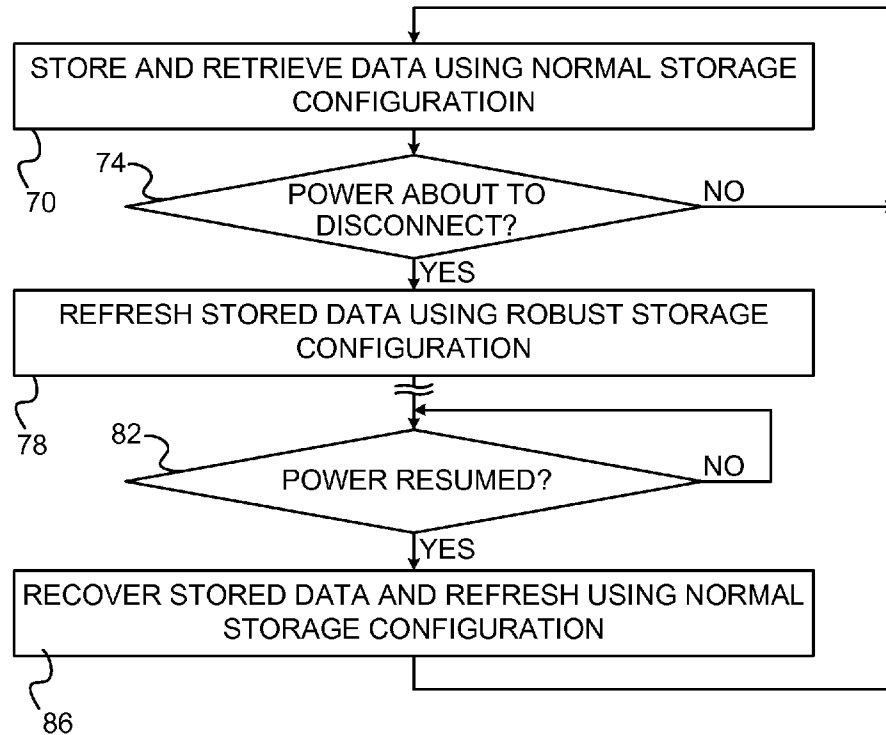 STORE AND RETRIEVE DATA USING NORMAL STORAGE
CONFIGURATIOIN
70
74
POWER ABOUT TO
DISCONNECT?
NO
YES
REFRESH STORED DATA USING ROBUST STORAGE
CONFIGURATION
78
82
POWER RESUMED?
NO
YES
RECOVER STORED DATA AND REFRESH USING NORMAL
STORAGE CONFIGURATION
86